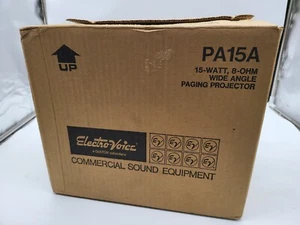 PA15A
UP
15-WATT, 8-OHM
WIDE ANGLE
PAGING PROJECTOR
Electro-Voice
COMMERCIAL SOUND EQUIPMENT